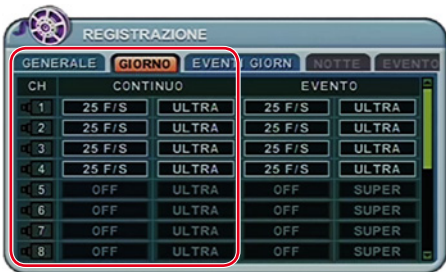 REGISTRAZIONE
GENERALE GIORNO EVENTI GIORN NOTTE EVENTO
CH CONTINUO EVENTO
1 25 F/S ULTRA 25 F/S ULTRA
2 25 F/S ULTRA 25 F/S ULTRA
3 25 F/S ULTRA 25 F/S ULTRA
4 25 F/S ULTRA 25 F/S ULTRA
5 OFF ULTRA OFF SUPER
6 OFF ULTRA OFF SUPER
7 OFF ULTRA OFF SUPER
8 OFF ULTRA OFF SUPER